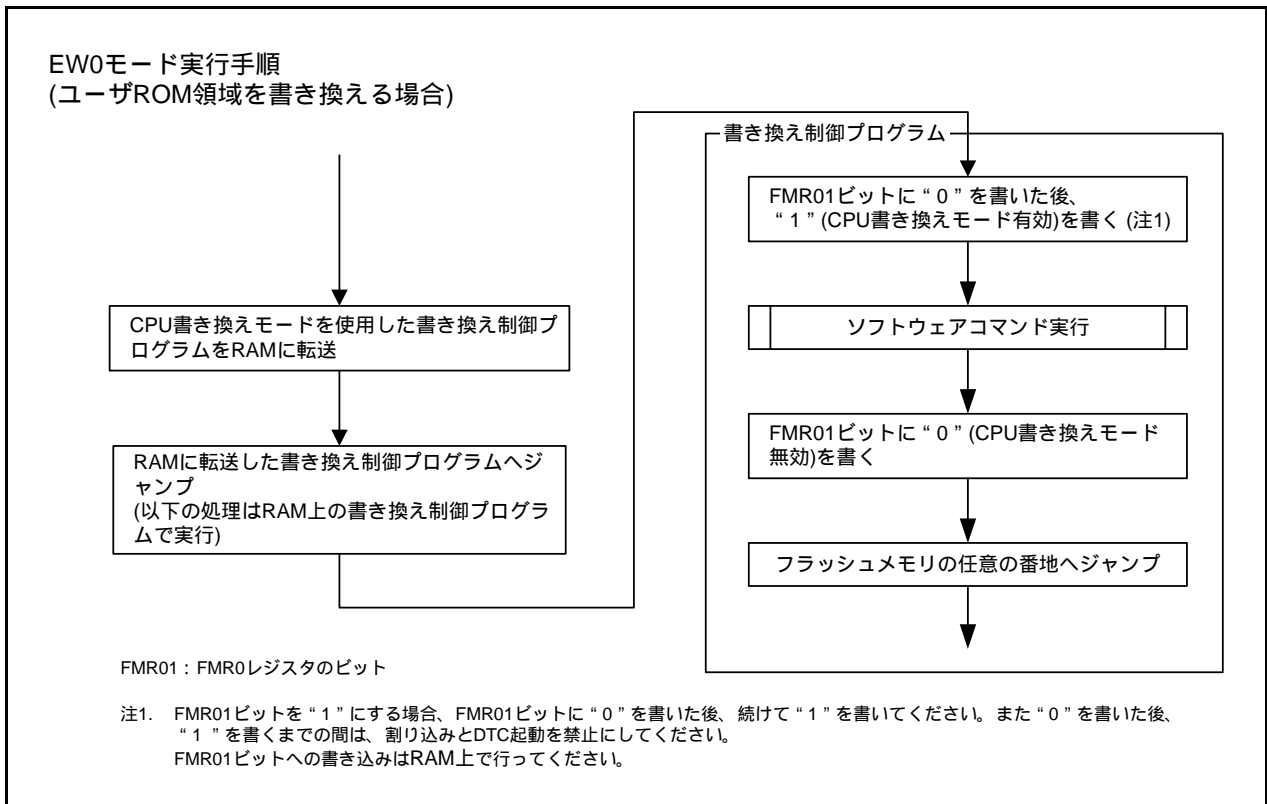 EW0モード実行手順
(ユーザROM領域を書き換える場合)
CPU書き換えモードを使用した書き換え制御プ
ログラムをRAMに転送
RAMに転送した書き換え制御プログラムへジ
ャンプ
(以下の処理はRAM上の書き換え制御プログラ
ムで実行)
書き換え制御プログラム
FMR01ビットに“0”を書いた後、
“1”(CPU書き換えモード有効)を書く (注1)
ソフトウェアコマンド実行
FMR01ビットに“0”(CPU書き換えモード
無効)を書く
フラッシュメモリの任意の番地へジャンプ
FMR01：FMR0レジスタのビット
注1. FMR01ビットを“1”にする場合、FMR01ビットに“0”を書いた後、続けて“1”を書いてください。また“0”を書いた後、
“1”を書くまでの間は、割り込みとDTC起動を禁止にしてください。
FMR01ビットへの書き込みはRAM上で行ってください。